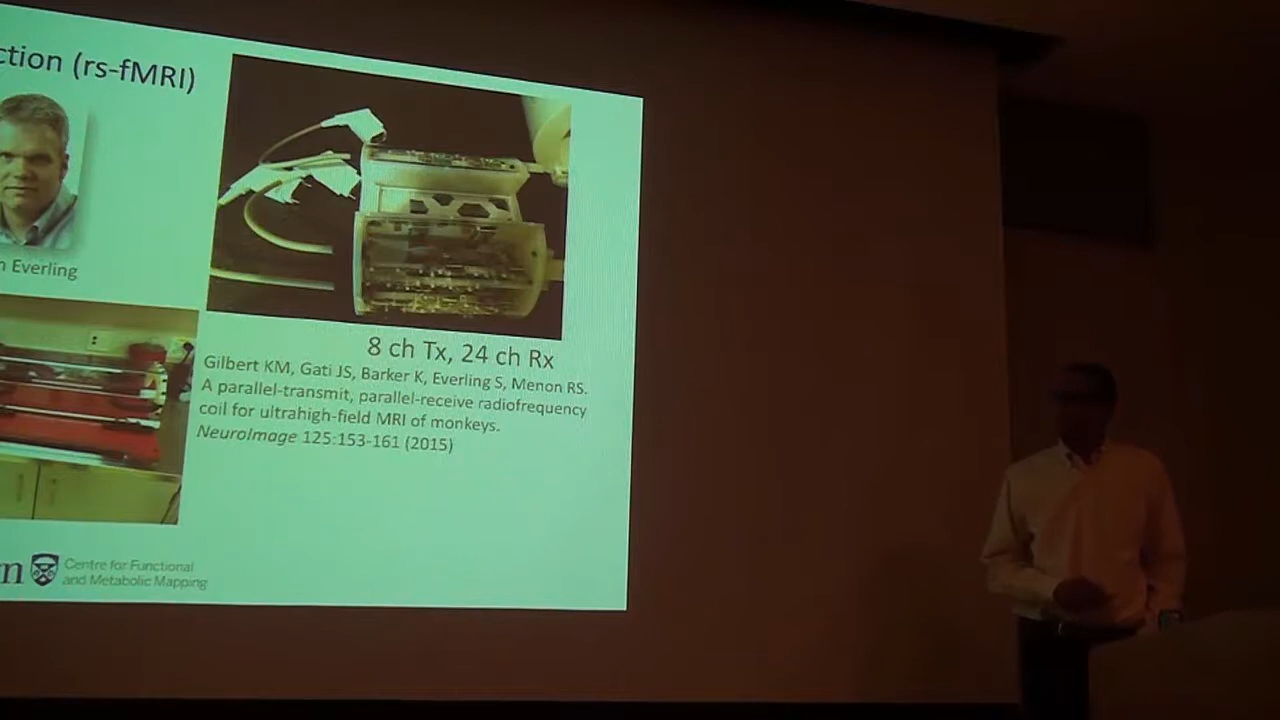 ction (rs-fMRI)
n Everling
8 ch Tx, 24 ch Rx
Gilbert KM, Gati JS, Barker K, Everling S, Menon RS.
A parallel-transmit, parallel-receive radiofrequency
coil for ultrahigh-field MRI of monkeys.
NeuroImage 125:153-161 (2015)
rn
Centre for Functional
and Metabolic Mapping